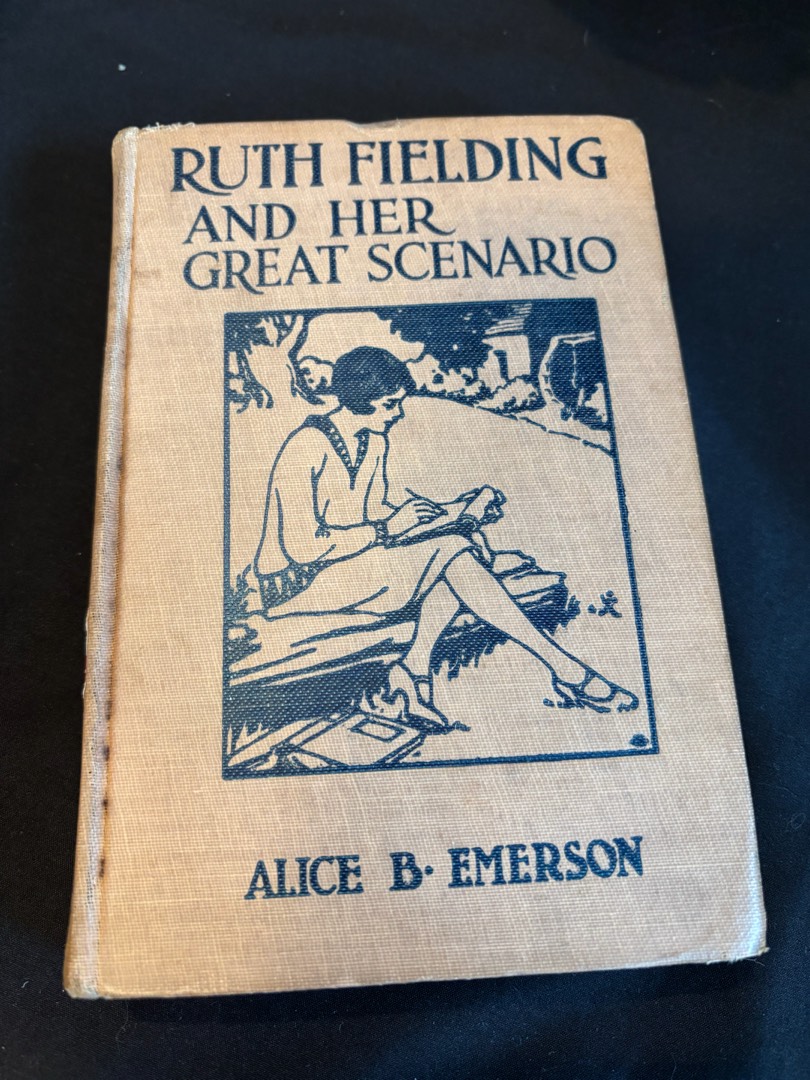 RUTH FIELDING
AND HER
GREAT SCENARIO
ALICE B. EMERSON